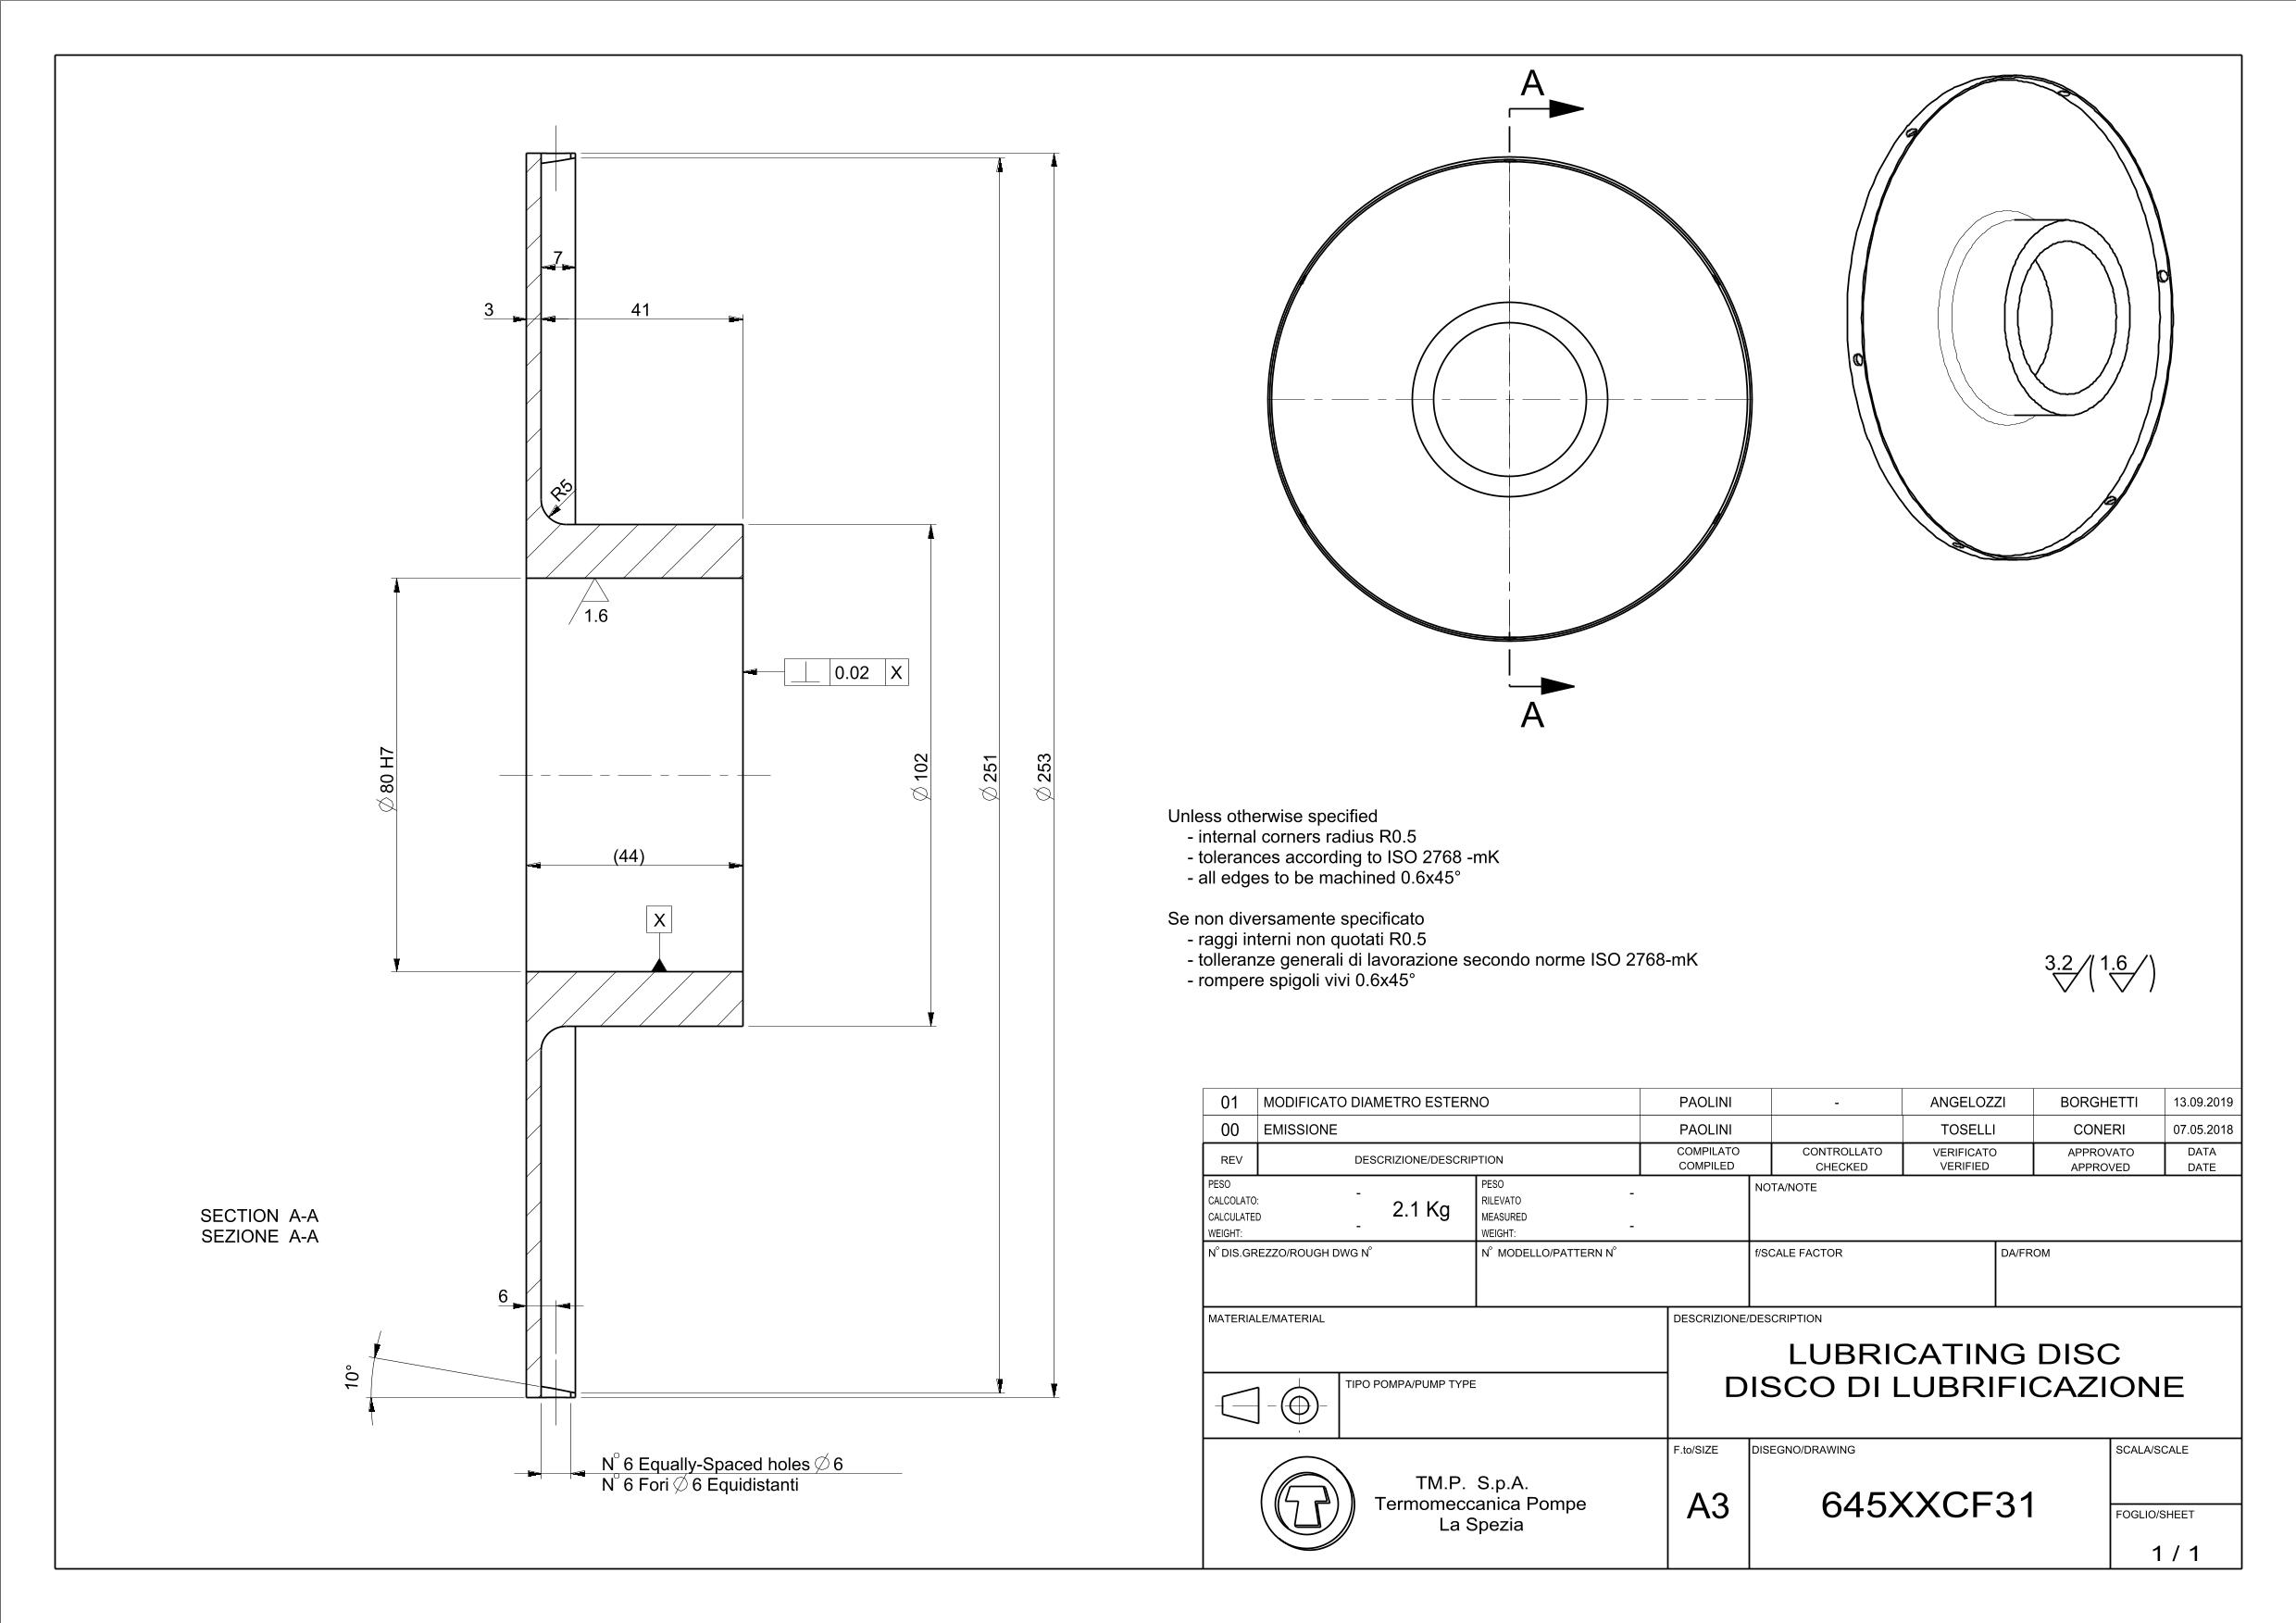 A
7
3
41
R5
1.6
⊥ 0.02 X
A
⌀ 80 H7
⌀ 102
⌀ 251
⌀ 253
(44)
X
Unless otherwise specified
- internal corners radius R0.5
- tolerances according to ISO 2768 -mK
- all edges to be machined 0.6x45°
Se non diversamente specificato
- raggi interni non quotati R0.5
- tolleranze generali di lavorazione secondo norme ISO 2768-mK
- rompere spigoli vivi 0.6x45°
3.2 ( 1.6 )
SECTION A-A
SEZIONE A-A
6
10°
N° 6 Equally-Spaced holes ⌀ 6
N° 6 Fori ⌀ 6 Equidistanti
01 MODIFICATO DIAMETRO ESTERNO PAOLINI - ANGELOZZI BORGHETTI 13.09.2019
00 EMISSIONE PAOLINI TOSELLI CONERI 07.05.2018
REV DESCRIZIONE/DESCRIPTION COMPILATO CONTROLLATO VERIFICATO APPROVATO DATA
COMPILED CHECKED VERIFIED APPROVED DATE
PESO
CALCOLATO: -
CALCULATED
WEIGHT: -
2.1 Kg
PESO
RILEVATO -
MEASURED
WEIGHT: -
NOTA/NOTE
N° DIS.GREZZO/ROUGH DWG N°
N° MODELLO/PATTERN N°
f/SCALE FACTOR
DA/FROM
MATERIALE/MATERIAL
DESCRIZIONE/DESCRIPTION
LUBRICATING DISC
DISCO DI LUBRIFICAZIONE
TIPO POMPA/PUMP TYPE
TM.P. S.p.A.
Termomeccanica Pompe
La Spezia
F.to/SIZE
A3
DISEGNO/DRAWING
645XXCF31
SCALA/SCALE
FOGLIO/SHEET
1 / 1